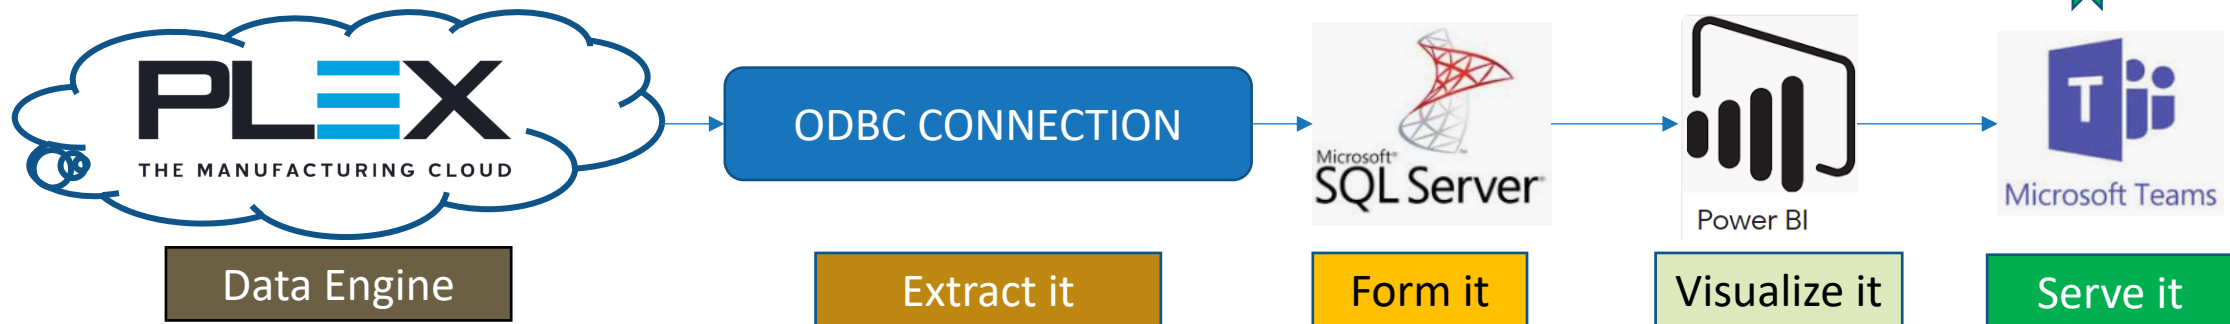 PLEX
THE MANUFACTURING CLOUD
ODBC CONNECTION
Microsoft®
SQL Server®
Power BI
T
Microsoft Teams
Data Engine
Extract it
Form it
Visualize it
Serve it